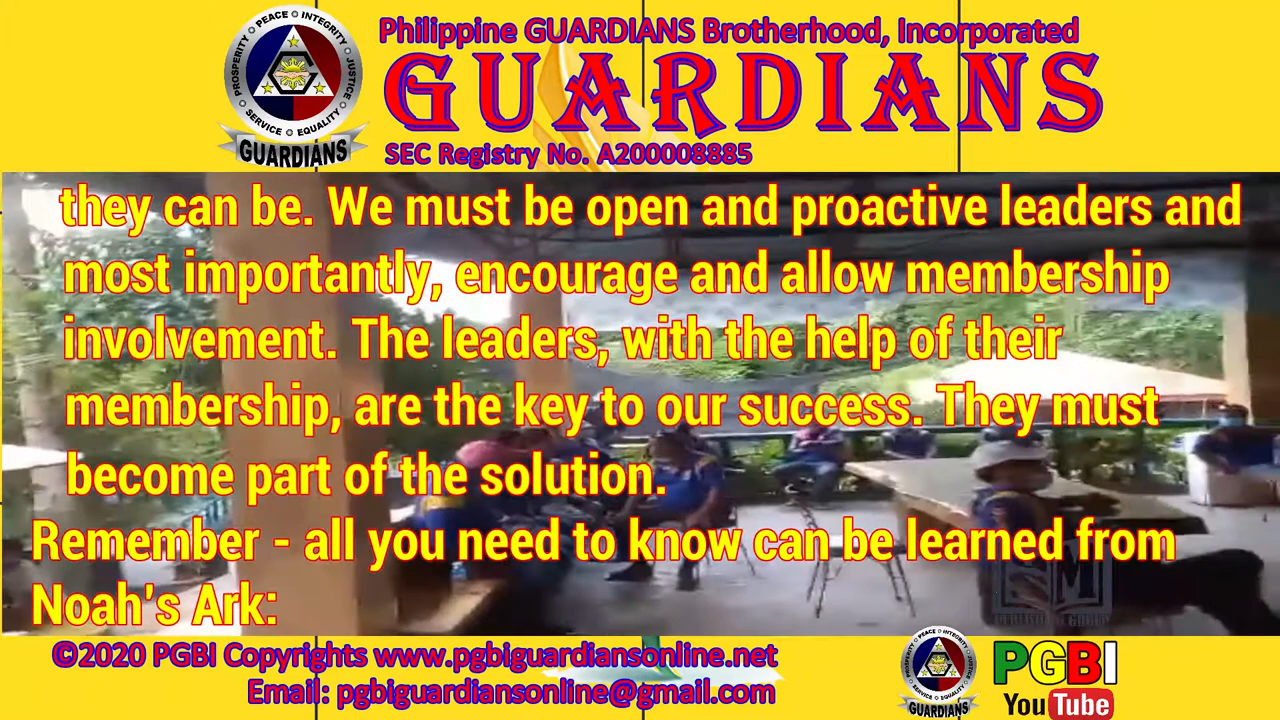 Philippine GUARDIANS Brotherhood, Incorporated
GUARDIANS
SEC Registry No. A200008885
PROSPERITY PEACE INTEGRITY JUSTICE EQUALITY SERVICE
GUARDIANS
they can be. We must be open and proactive leaders and
most importantly, encourage and allow membership
involvement. The leaders, with the help of their
membership, are the key to our success. They must
become part of the solution.
Remember - all you need to know can be learned from
Noah's Ark:
©2020 PGBI Copyrights www.pgbiguardiansonline.net
Email: pgbiguardiansonline@gmail.com
PROSPERITY PEACE INTEGRITY JUSTICE EQUALITY SERVICE
GUARDIANS
PGBI
YouTube